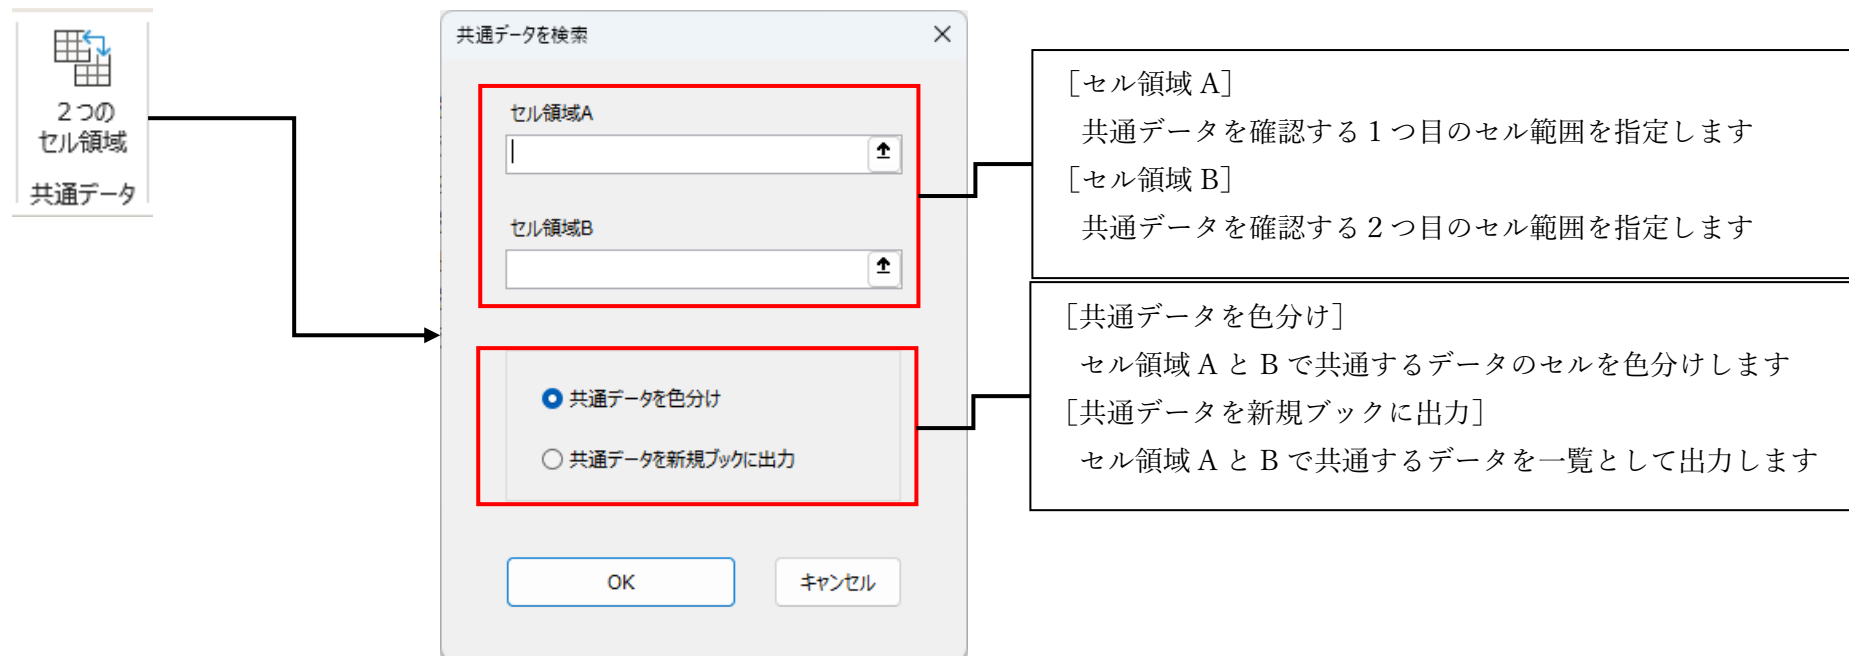 ２つの
セル領域
共通データ
共通データを検索
セル領域A
セル領域B
共通データを色分け
共通データを新規ブックに出力
OK
キャンセル
［セル領域 A］
共通データを確認する１つ目のセル範囲を指定します
［セル領域 B］
共通データを確認する２つ目のセル範囲を指定します
［共通データを色分け］
セル領域 A と B で共通するデータのセルを色分けします
［共通データを新規ブックに出力］
セル領域 A と B で共通するデータを一覧として出力します